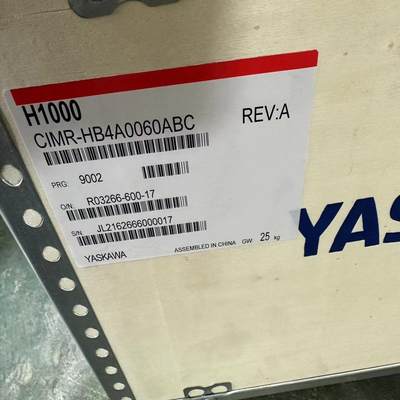 H1000
CIMR-HB4A0060ABC REV:A
PRG: 9002
O/N: R03266-600-17
S/N: JL2162666000017
YASKAWA ASSEMBLED IN CHINA GW: 25 kg
YAS